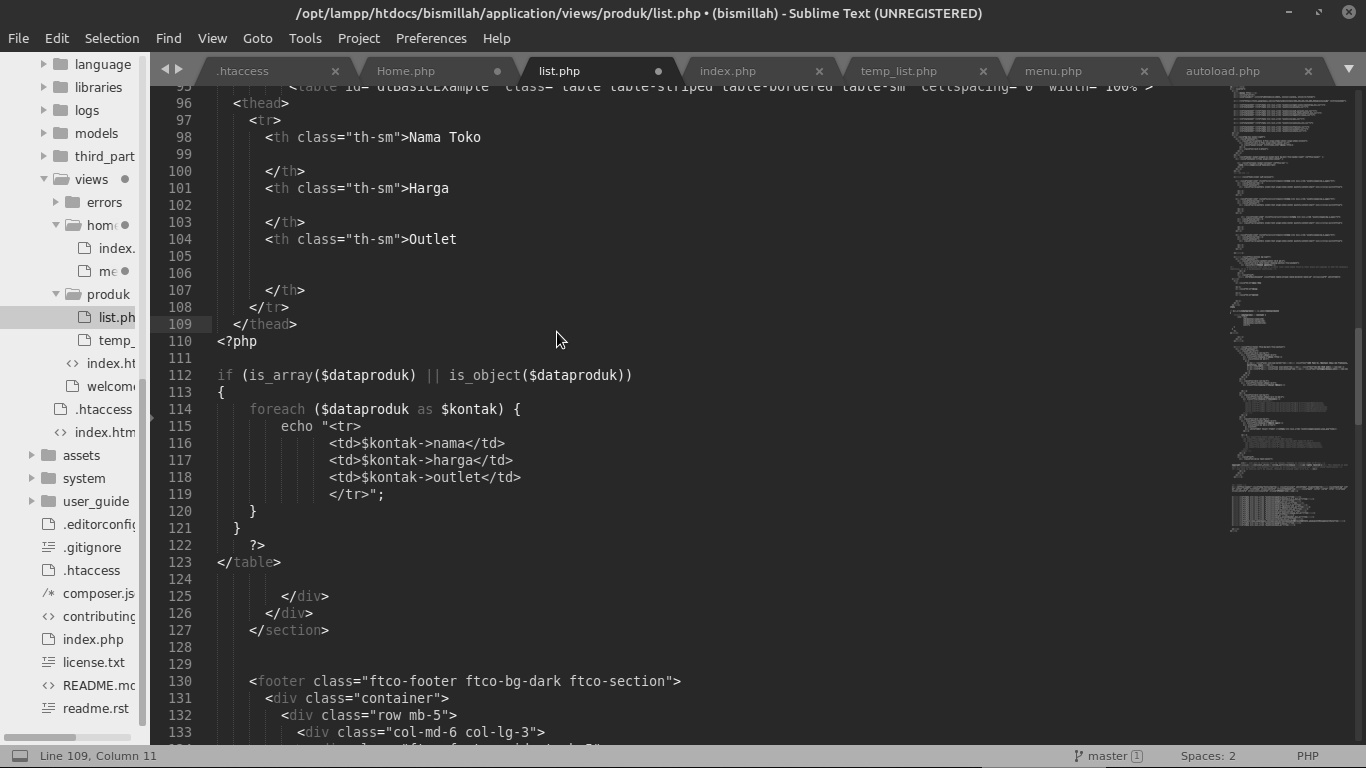 /opt/lampp/htdocs/bismillah/application/views/produk/list.php • (bismillah) - Sublime Text (UNREGISTERED)
File Edit Selection Find View Goto Tools Project Preferences Help
.htaccess Home.php list.php index.php temp_list.php menu.php autoload.php
language
libraries
logs
models
third_part
views
errors
hom
index.
me
produk
list.ph
temp_
index.ht
welcome
.htaccess
index.htm
assets
system
user_guide
.editorconfig
.gitignore
.htaccess
composer.js
contributing
index.php
license.txt
README.md
readme.rst
95 <table id="dtBasicExample" class="table table-striped table-bordered table-sm" cellspacing="0" width="100%">
96 <thead>
97 <tr>
98 <th class="th-sm">Nama Toko
99
100 </th>
101 <th class="th-sm">Harga
102
103 </th>
104 <th class="th-sm">Outlet
105
106
107 </th>
108 </tr>
109 </thead>
110 <?php
111
112 if (is_array($dataproduk) || is_object($dataproduk))
113 {
114 foreach ($dataproduk as $kontak) {
115 echo "<tr>
116 <td>$kontak->nama</td>
117 <td>$kontak->harga</td>
118 <td>$kontak->outlet</td>
119 </tr>";
120 }
121 }
122 ?>
123 </table>
124
125 </div>
126 </div>
127 </section>
128
129
130 <footer class="ftco-footer ftco-bg-dark ftco-section">
131 <div class="container">
132 <div class="row mb-5">
133 <div class="col-md-6 col-lg-3">
Line 109, Column 11 master 1 Spaces: 2 PHP